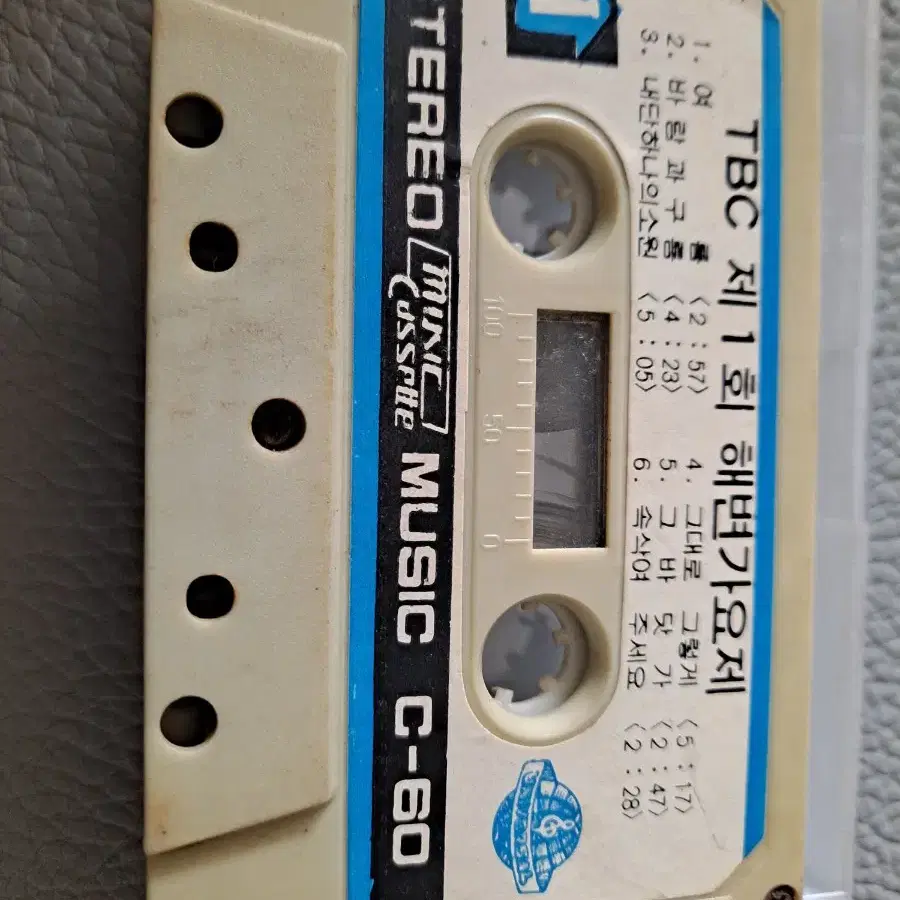 1
TBC 제1회 해변가요제
1. 여 름 〈2:57〉
2. 바람과 구름 〈4:23〉
3. 내단하나의소원 〈5:05〉
4. 그대로 그렇게 〈5:17〉
5. 그 바닷가 〈2:47〉
6. 속삭여 주세요 〈2:28〉
100 50 0
TEREO MUSIC Cassette MUSIC C-60